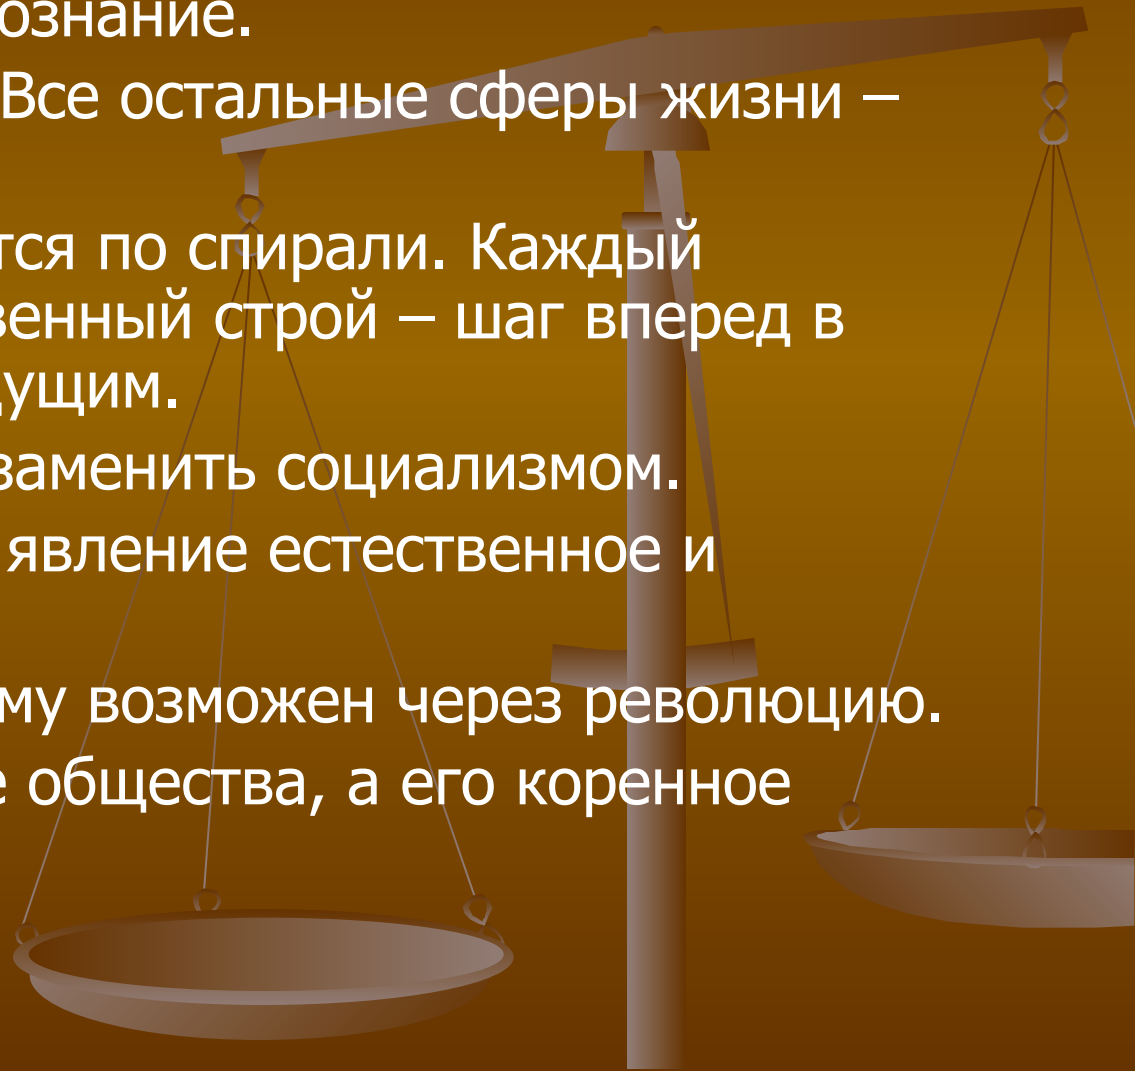 ознание.
Все остальные сферы жизни –
тся по спирали. Каждый
венный строй – шаг вперед в
дущим.
заменить социализмом.
явление естественное и
му возможен через революцию.
е общества, а его коренное